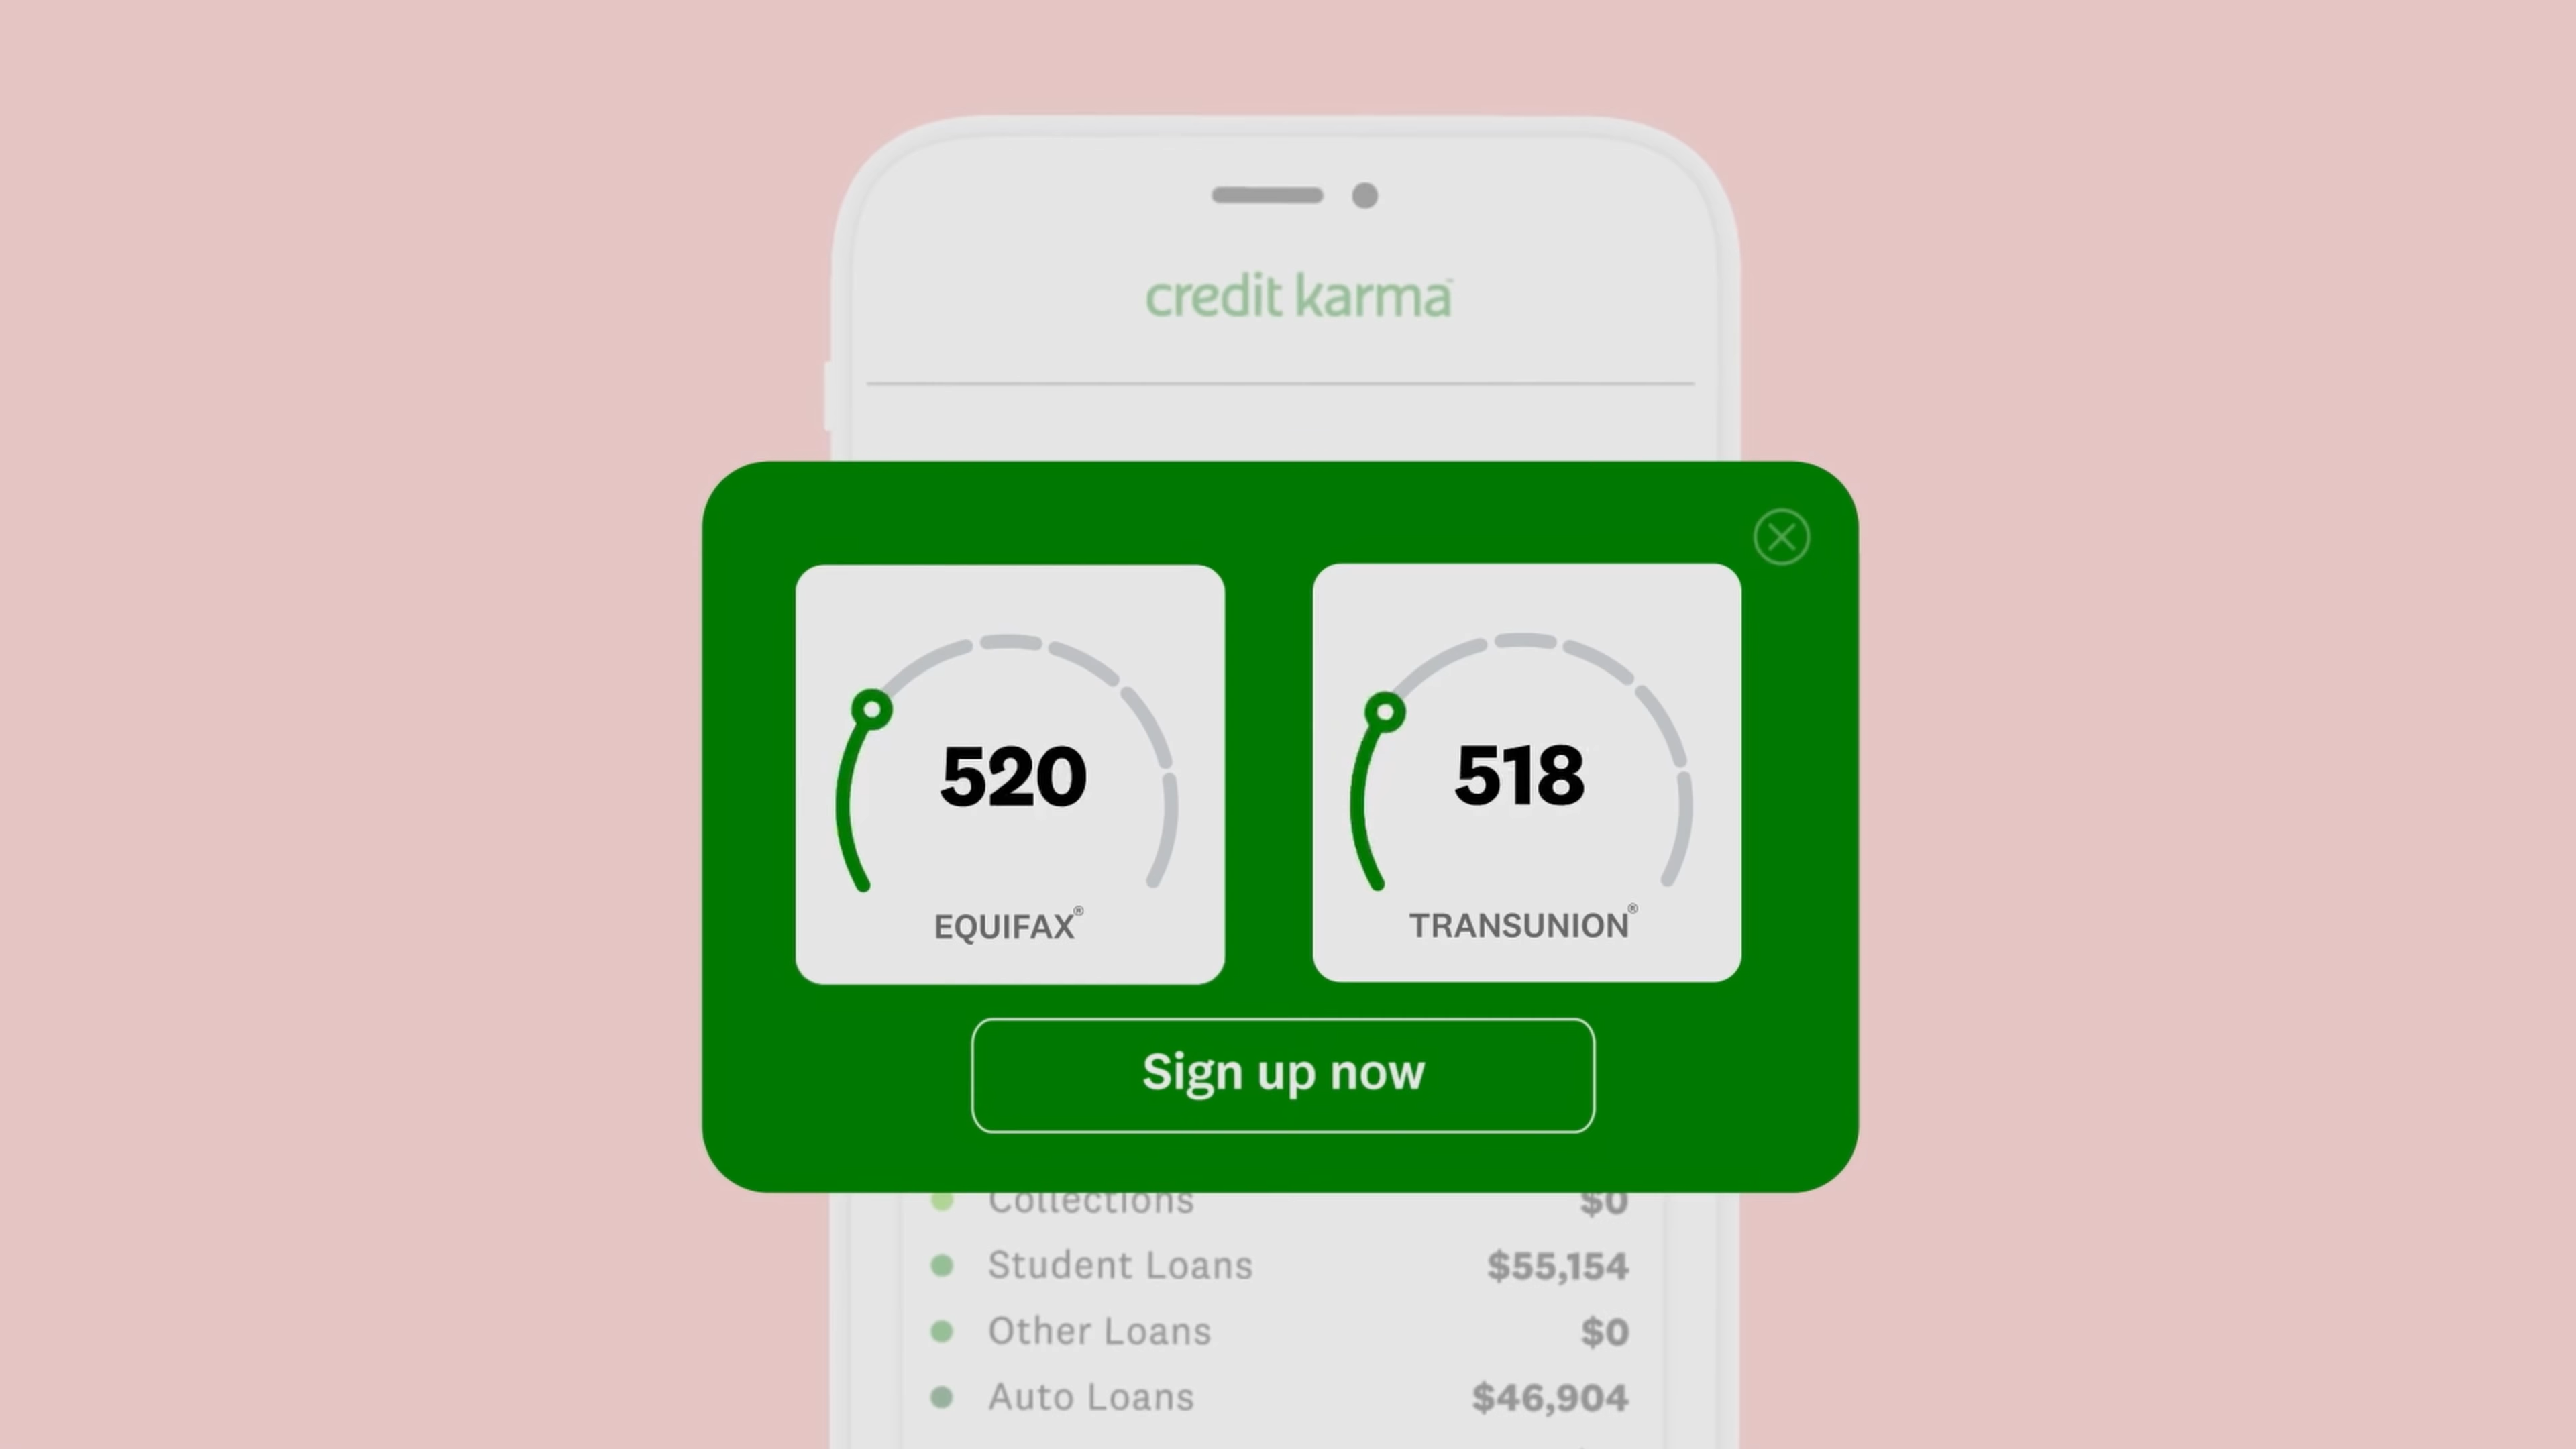 credit karma™
520
EQUIFAX®
518
TRANSUNION®
Sign up now
Collections $0
Student Loans $55,154
Other Loans $0
Auto Loans $46,904